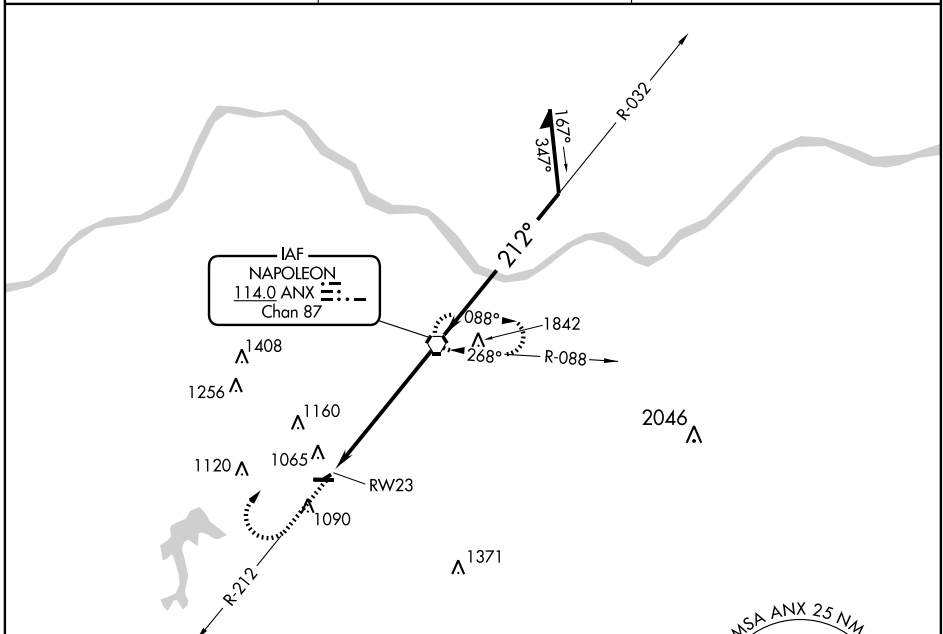 R-032
167°
347°
212°
IAF
NAPOLEON
114.0 ANX
Chan 87
088°
1842
268°
R-088
1408
1256
1160
2046
1065
1120
RW23
1090
1371
R-212
MSA ANX 25 NM